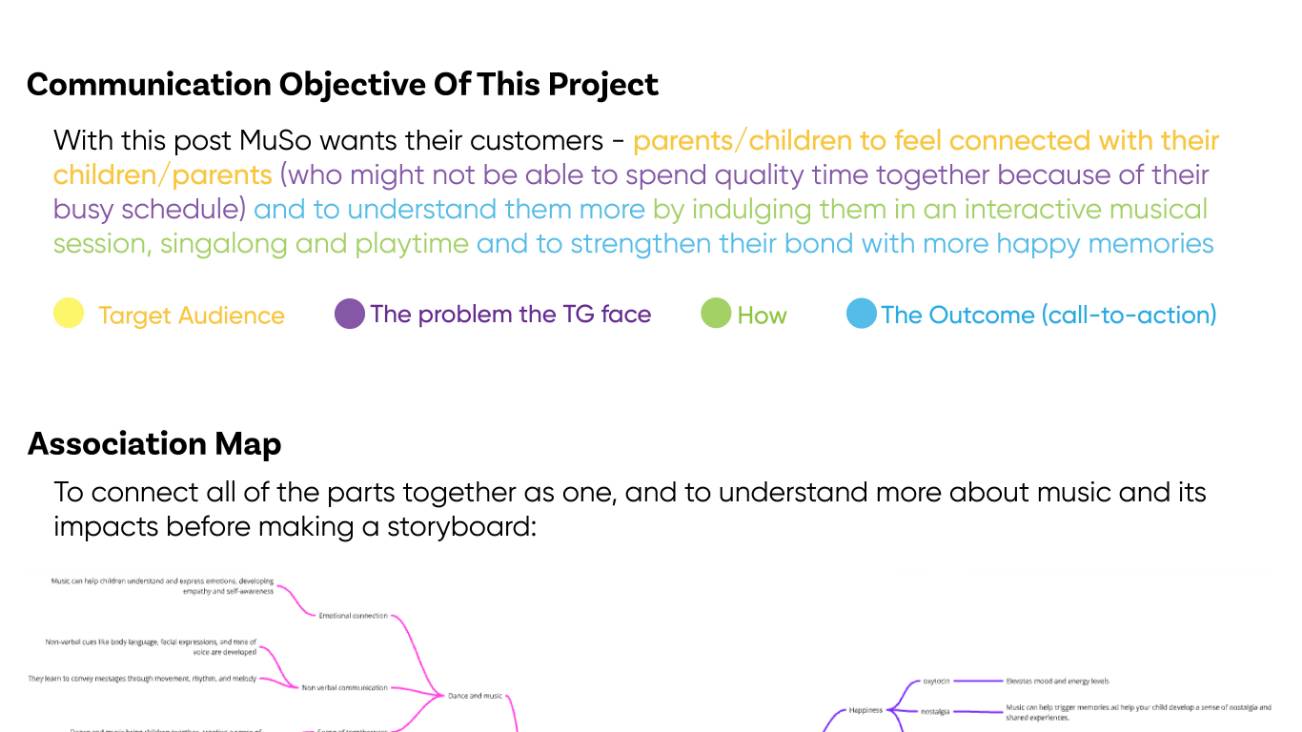 Communication Objective Of This Project
With this post MuSo wants their customers - parents/children to feel connected with their
children/parents (who might not be able to spend quality time together because of their
busy schedule) and to understand them more by indulging them in an interactive musical
session, singalong and playtime and to strengthen their bond with more happy memories
Target Audience
The problem the TG face
How
The Outcome (call-to-action)
Association Map
To connect all of the parts together as one, and to understand more about music and its
impacts before making a storyboard:
Music can help children understand and express emotions, developing
empathy and self-awareness
Emotional connection
Non-verbal cues like body language, facial expressions, and tone of
voice are developed
They learn to convey messages through movement, rhythm, and melody
Non verbal communication
Dance and music
oxytocin
Elevates mood and energy levels
Happiness
nostalgia
Music can help trigger memories ad help your child develop a sense of nostalgia and
shared experiences.